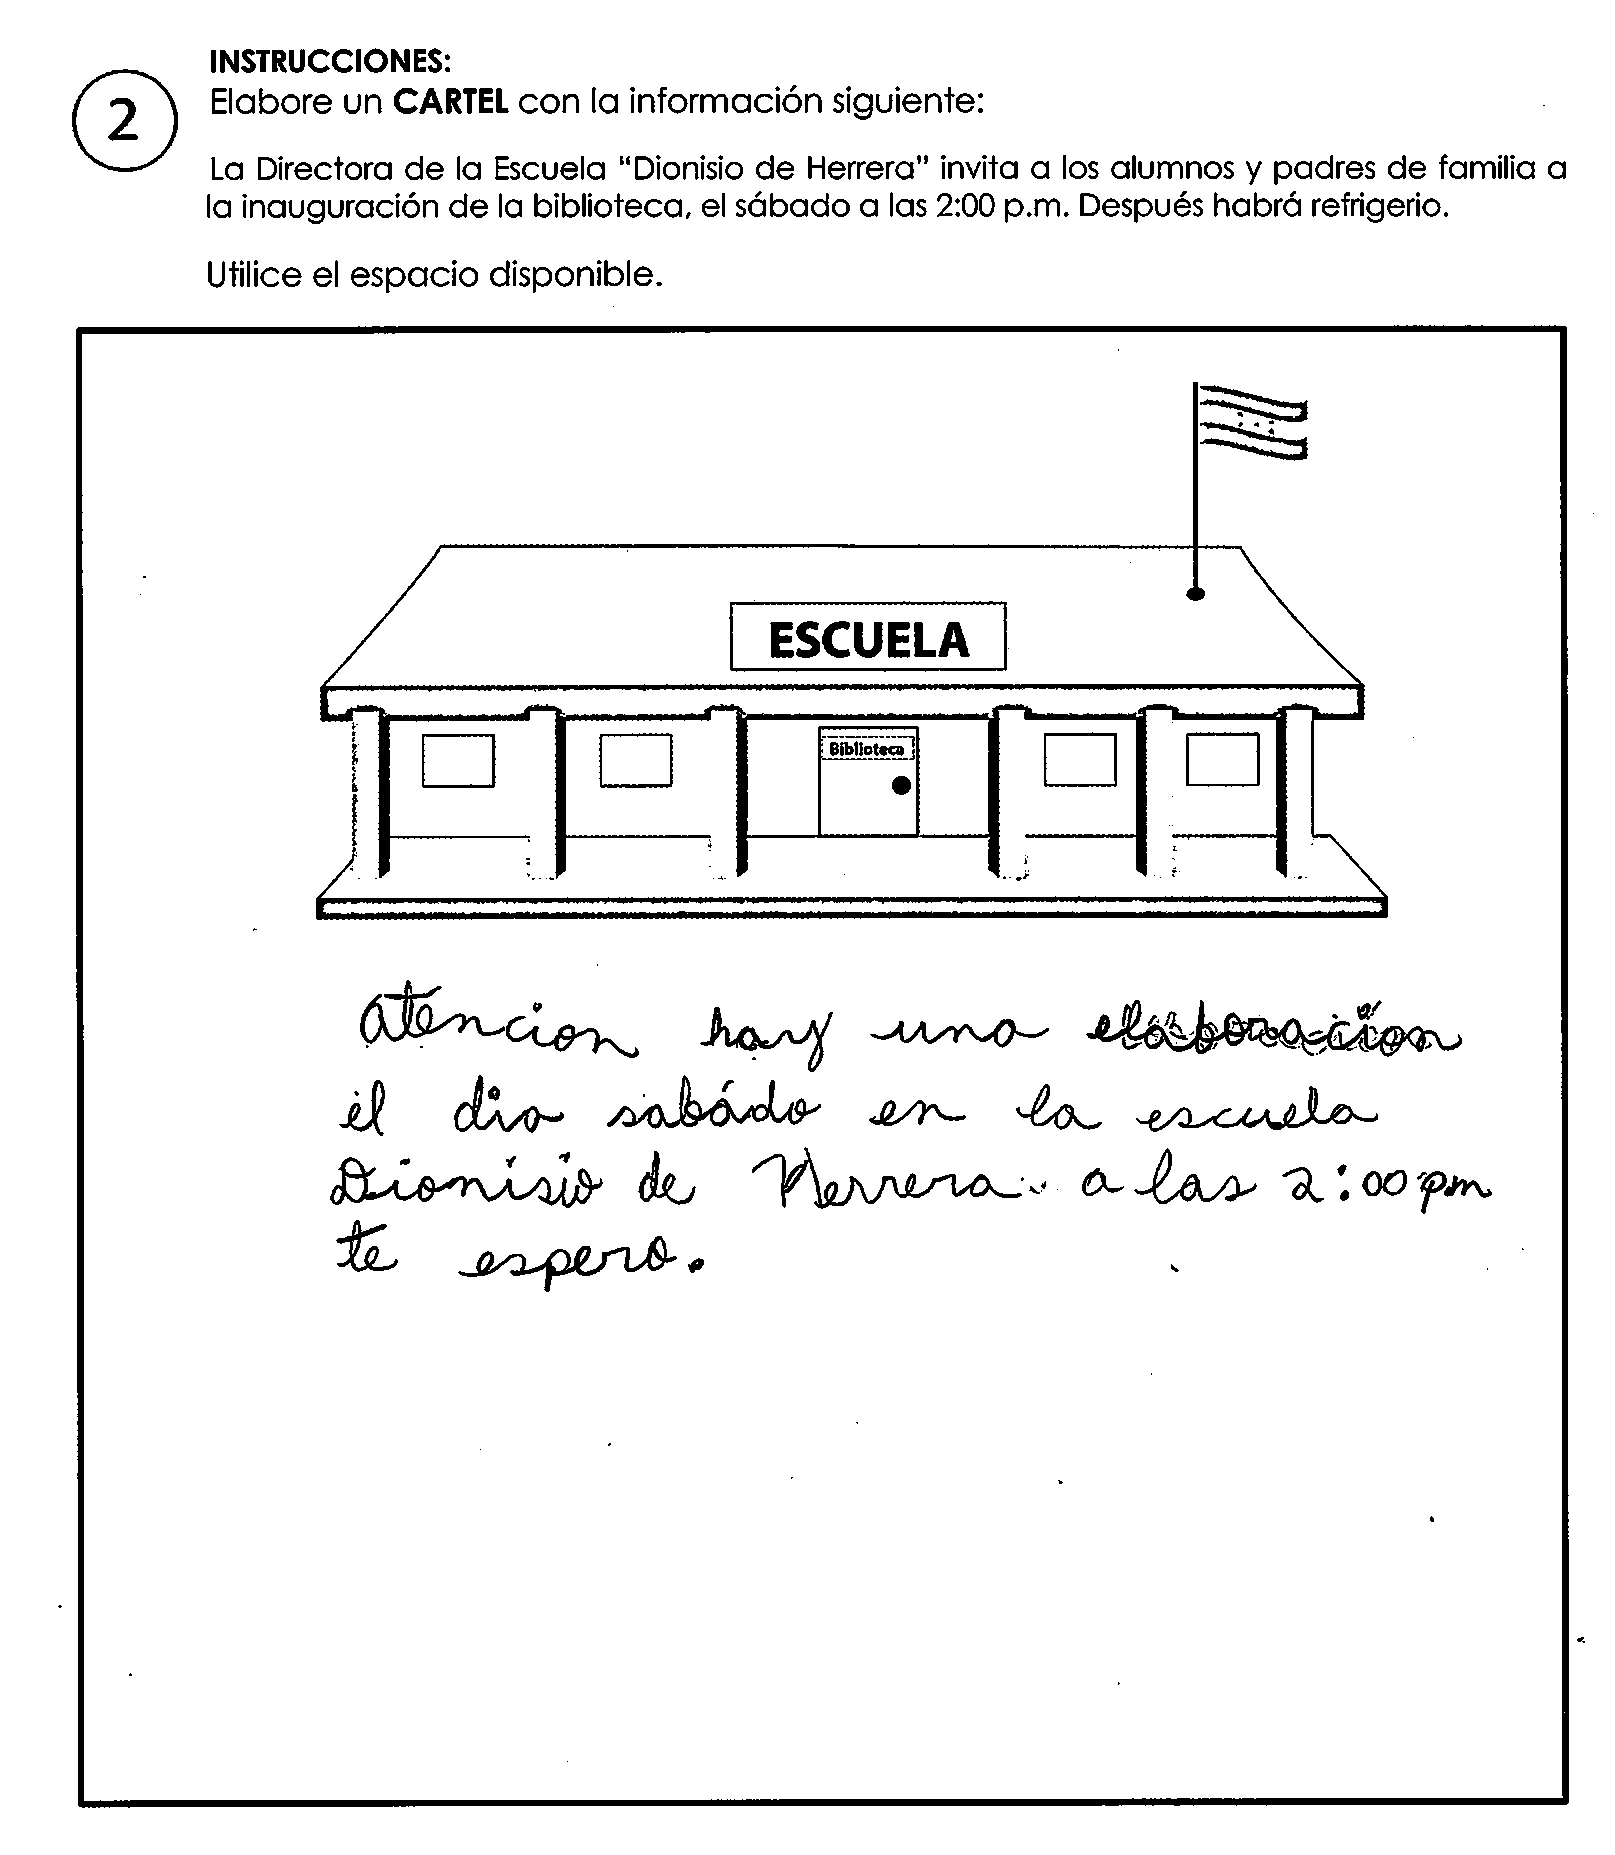 2
INSTRUCCIONES:
Elabore un CARTEL con la información siguiente:
La Directora de la Escuela "Dionisio de Herrera" invita a los alumnos y padres de familia a
la inauguración de la biblioteca, el sábado a las 2:00 p.m. Después habrá refrigerio.
Utilice el espacio disponible.
ESCUELA
Biblioteca
Atencion hay una elaboracion
el dia sabádo en la escuela
Dionisio de Herrera a las 2:00 pm
te espero.